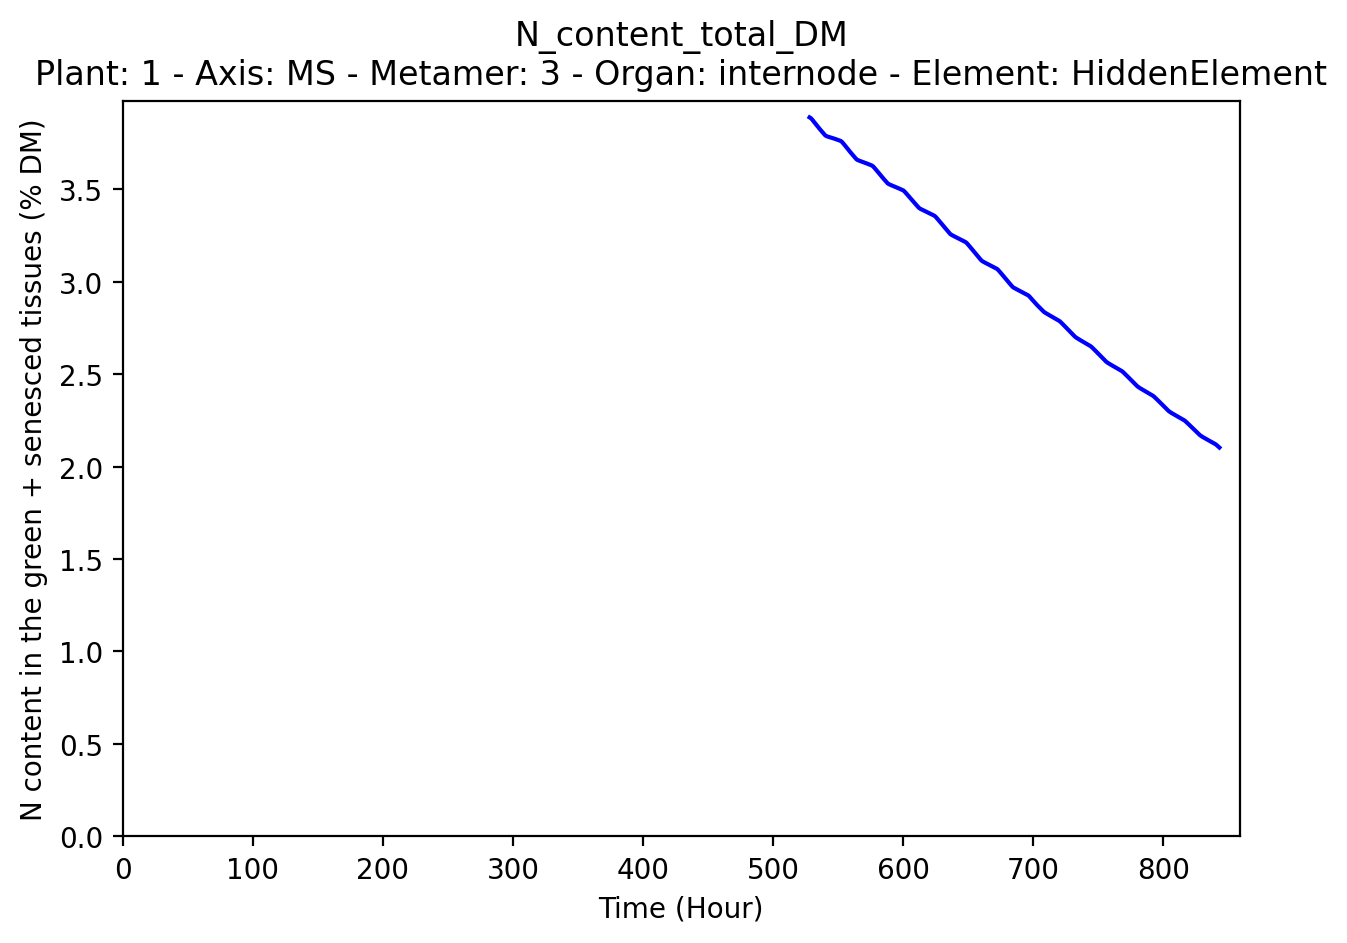 N_content_total_DM
Plant: 1 - Axis: MS - Metamer: 3 - Organ: internode - Element: HiddenElement
N content in the green + senesced tissues (% DM)
3.5
3.0
2.5
2.0
1.5
1.0
0.5
0.0
0 100 200 300 400 500 600 700 800
Time (Hour)